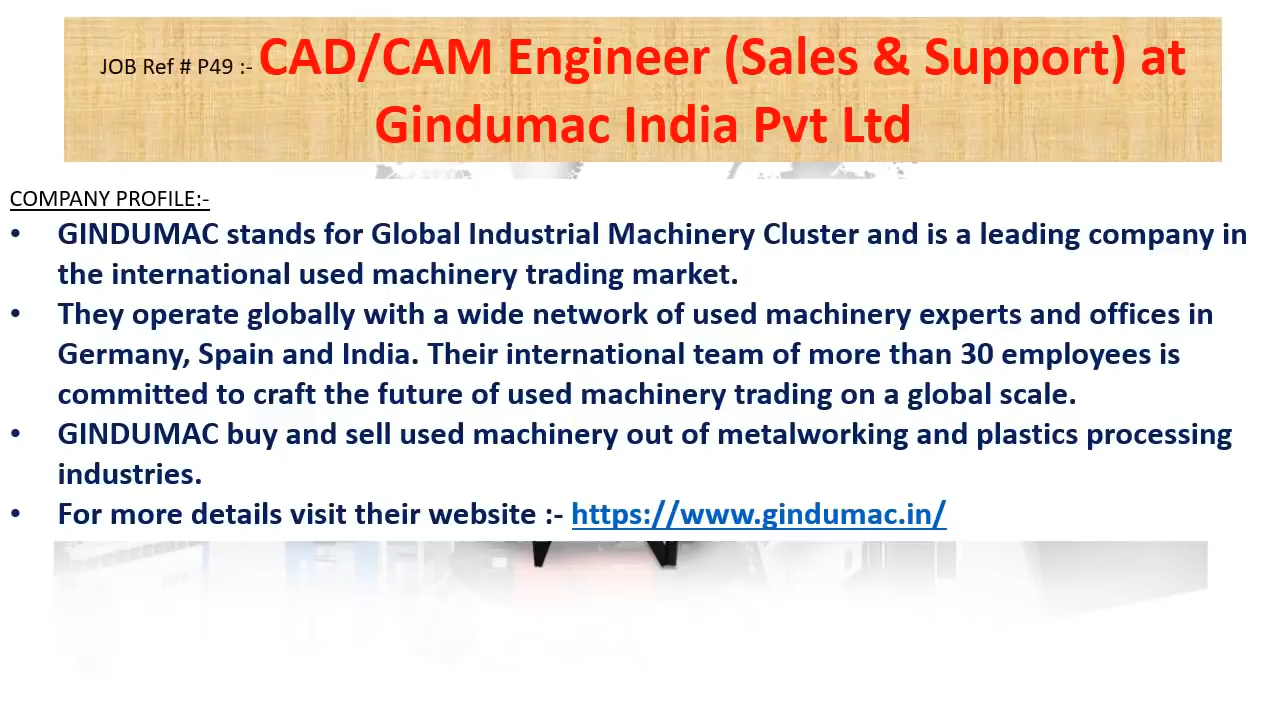 JOB Ref # P49 :- CAD/CAM Engineer (Sales & Support) at
Gindumac India Pvt Ltd
COMPANY PROFILE:-
• GINDUMAC stands for Global Industrial Machinery Cluster and is a leading company in
the international used machinery trading market.
• They operate globally with a wide network of used machinery experts and offices in
Germany, Spain and India. Their international team of more than 30 employees is
committed to craft the future of used machinery trading on a global scale.
• GINDUMAC buy and sell used machinery out of metalworking and plastics processing
industries.
• For more details visit their website :- https://www.gindumac.in/